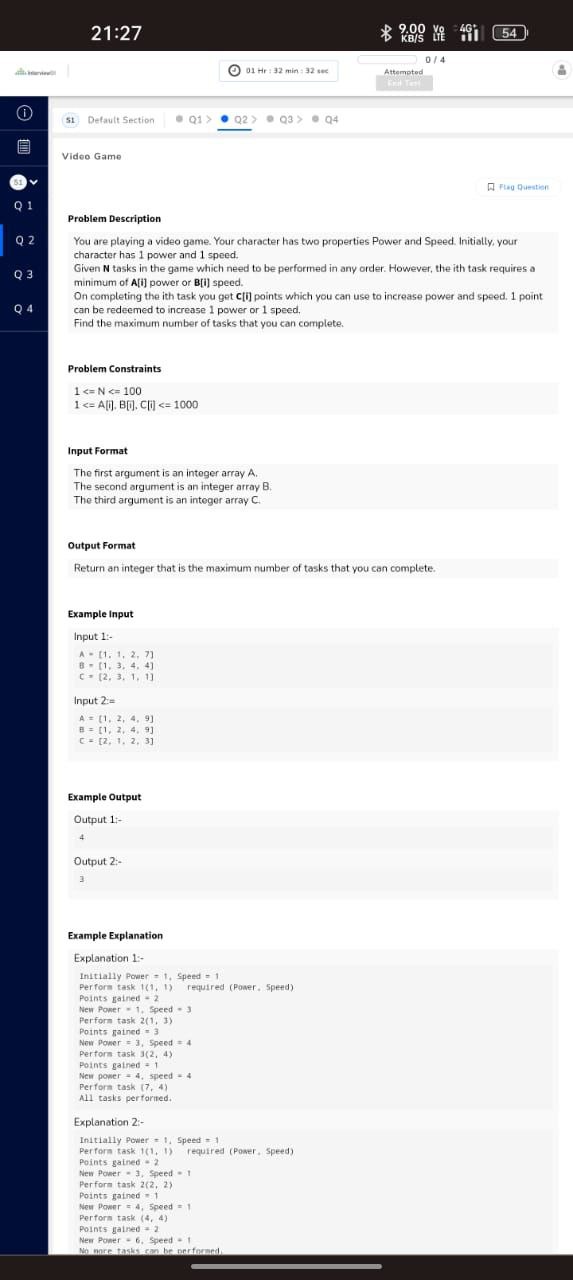 21:27
9.00 KB/S
VO LTE
4G+
54
Interview
01 Hr : 32 min : 32 sec
0 / 4
Attempted
End Test
S1 Default Section
Q1 >
Q2 >
Q3 >
Q4
S1
Q 1
Q 2
Q 3
Q 4
Video Game
Flag Question
Problem Description
You are playing a video game. Your character has two properties Power and Speed. Initially, your
character has 1 power and 1 speed.
Given N tasks in the game which need to be performed in any order. However, the ith task requires a
minimum of A[i] power or B[i] speed.
On completing the ith task you get C[i] points which you can use to increase power and speed. 1 point
can be redeemed to increase 1 power or 1 speed.
Find the maximum number of tasks that you can complete.
Problem Constraints
1 <= N <= 100
1 <= A[i], B[i], C[i] <= 1000
Input Format
The first argument is an integer array A.
The second argument is an integer array B.
The third argument is an integer array C.
Output Format
Return an integer that is the maximum number of tasks that you can complete.
Example Input
Input 1:-
A = [1, 1, 2, 7]
B = [1, 3, 4, 4]
C = [2, 3, 1, 1]
Input 2:=
A = [1, 2, 4, 9]
B = [1, 2, 4, 9]
C = [2, 1, 2, 3]
Example Output
Output 1:-
4
Output 2:-
3
Example Explanation
Explanation 1:-
Initially Power = 1, Speed = 1
Perform task 1(1, 1) required (Power, Speed)
Points gained = 2
New Power = 1, Speed = 3
Perform task 2(1, 3)
Points gained = 3
New Power = 3, Speed = 4
Perform task 3(2, 4)
Points gained = 1
New power = 4, speed = 4
Perform task (7, 4)
All tasks performed.
Explanation 2:-
Initially Power = 1, Speed = 1
Perform task 1(1, 1) required (Power, Speed)
Points gained = 2
New Power = 3, Speed = 1
Perform task 2(2, 2)
Points gained = 1
New Power = 4, Speed = 1
Perform task (4, 4)
Points gained = 2
New Power = 6, Speed = 1
No more tasks can be performed.